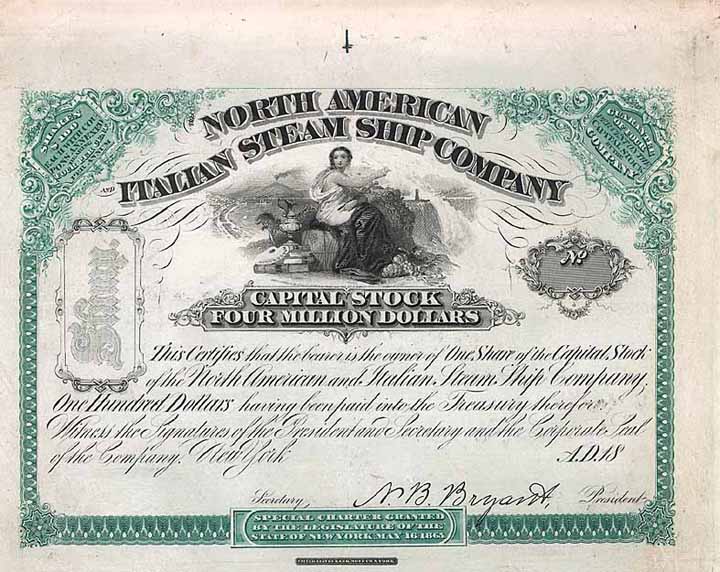 NORTH AMERICAN
AND ITALIAN STEAM SHIP COMPANY
SHARES
COMPANY
Stamp.
No
CAPITAL STOCK
FOUR MILLION DOLLARS
This Certifies that the bearer is the owner of One Share of the Capital Stock
of the North American and Italian Steam Ship Company,
One Hundred Dollars having been paid into the Treasury therefor
Witness the Signatures of the President and Secretary and the Corporate Seal
of the Company. New York A.D. 18
Secretary, N. B. Bryant, President
SPECIAL CHARTER GRANTED
BY THE LEGISLATURE OF THE
STATE OF NEW YORK, MAY 16 1865.